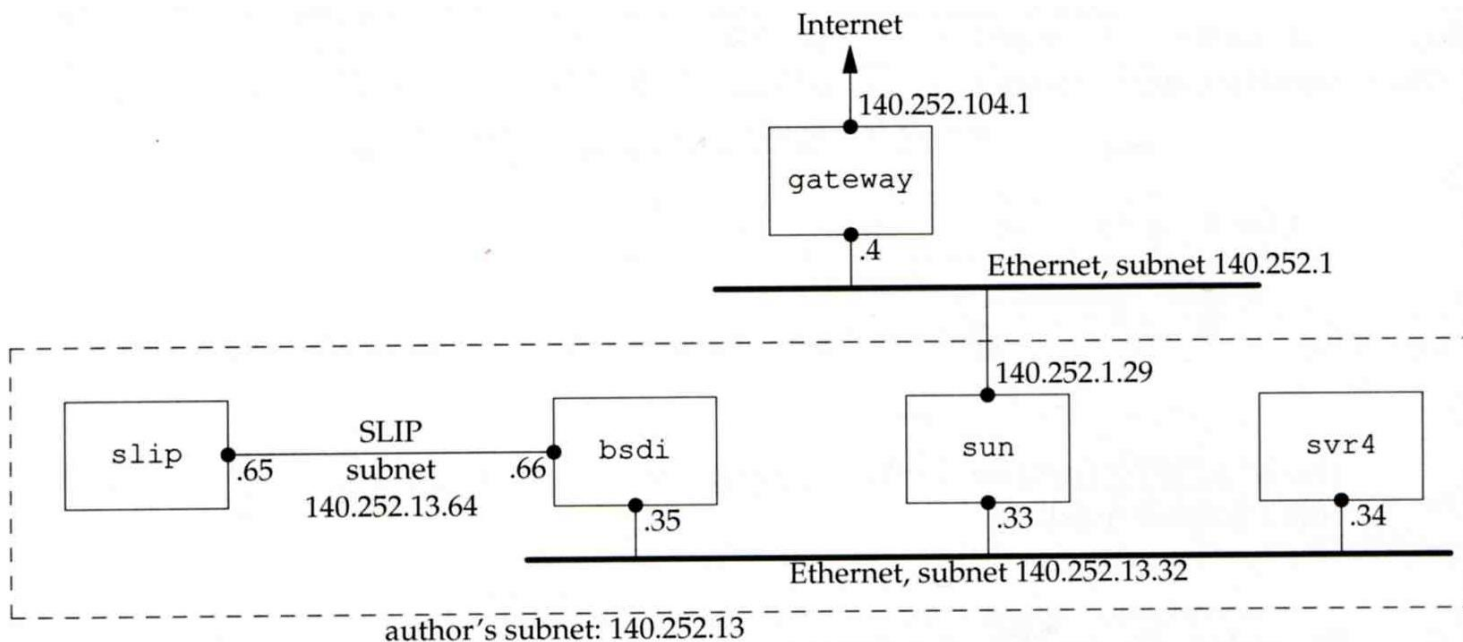 Internet
140.252.104.1
gateway
.4
Ethernet, subnet 140.252.1
140.252.1.29
slip
SLIP
bsdi
sun
svr4
.65
subnet
.66
140.252.13.64
.35
.33
.34
Ethernet, subnet 140.252.13.32
author's subnet: 140.252.13